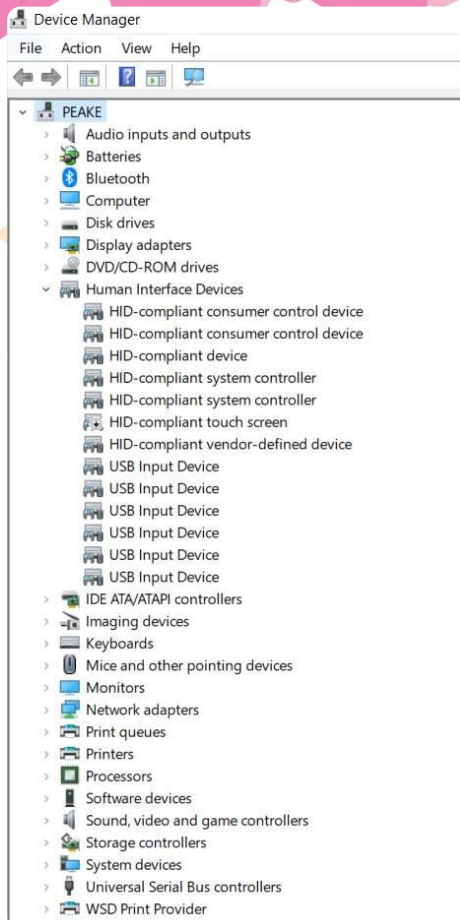 Device Manager
File Action View Help
PEAKE
Audio inputs and outputs
Batteries
Bluetooth
Computer
Disk drives
Display adapters
DVD/CD-ROM drives
Human Interface Devices
HID-compliant consumer control device
HID-compliant consumer control device
HID-compliant device
HID-compliant system controller
HID-compliant system controller
HID-compliant touch screen
HID-compliant vendor-defined device
USB Input Device
USB Input Device
USB Input Device
USB Input Device
USB Input Device
USB Input Device
IDE ATA/ATAPI controllers
Imaging devices
Keyboards
Mice and other pointing devices
Monitors
Network adapters
Print queues
Printers
Processors
Software devices
Sound, video and game controllers
Storage controllers
System devices
Universal Serial Bus controllers
WSD Print Provider